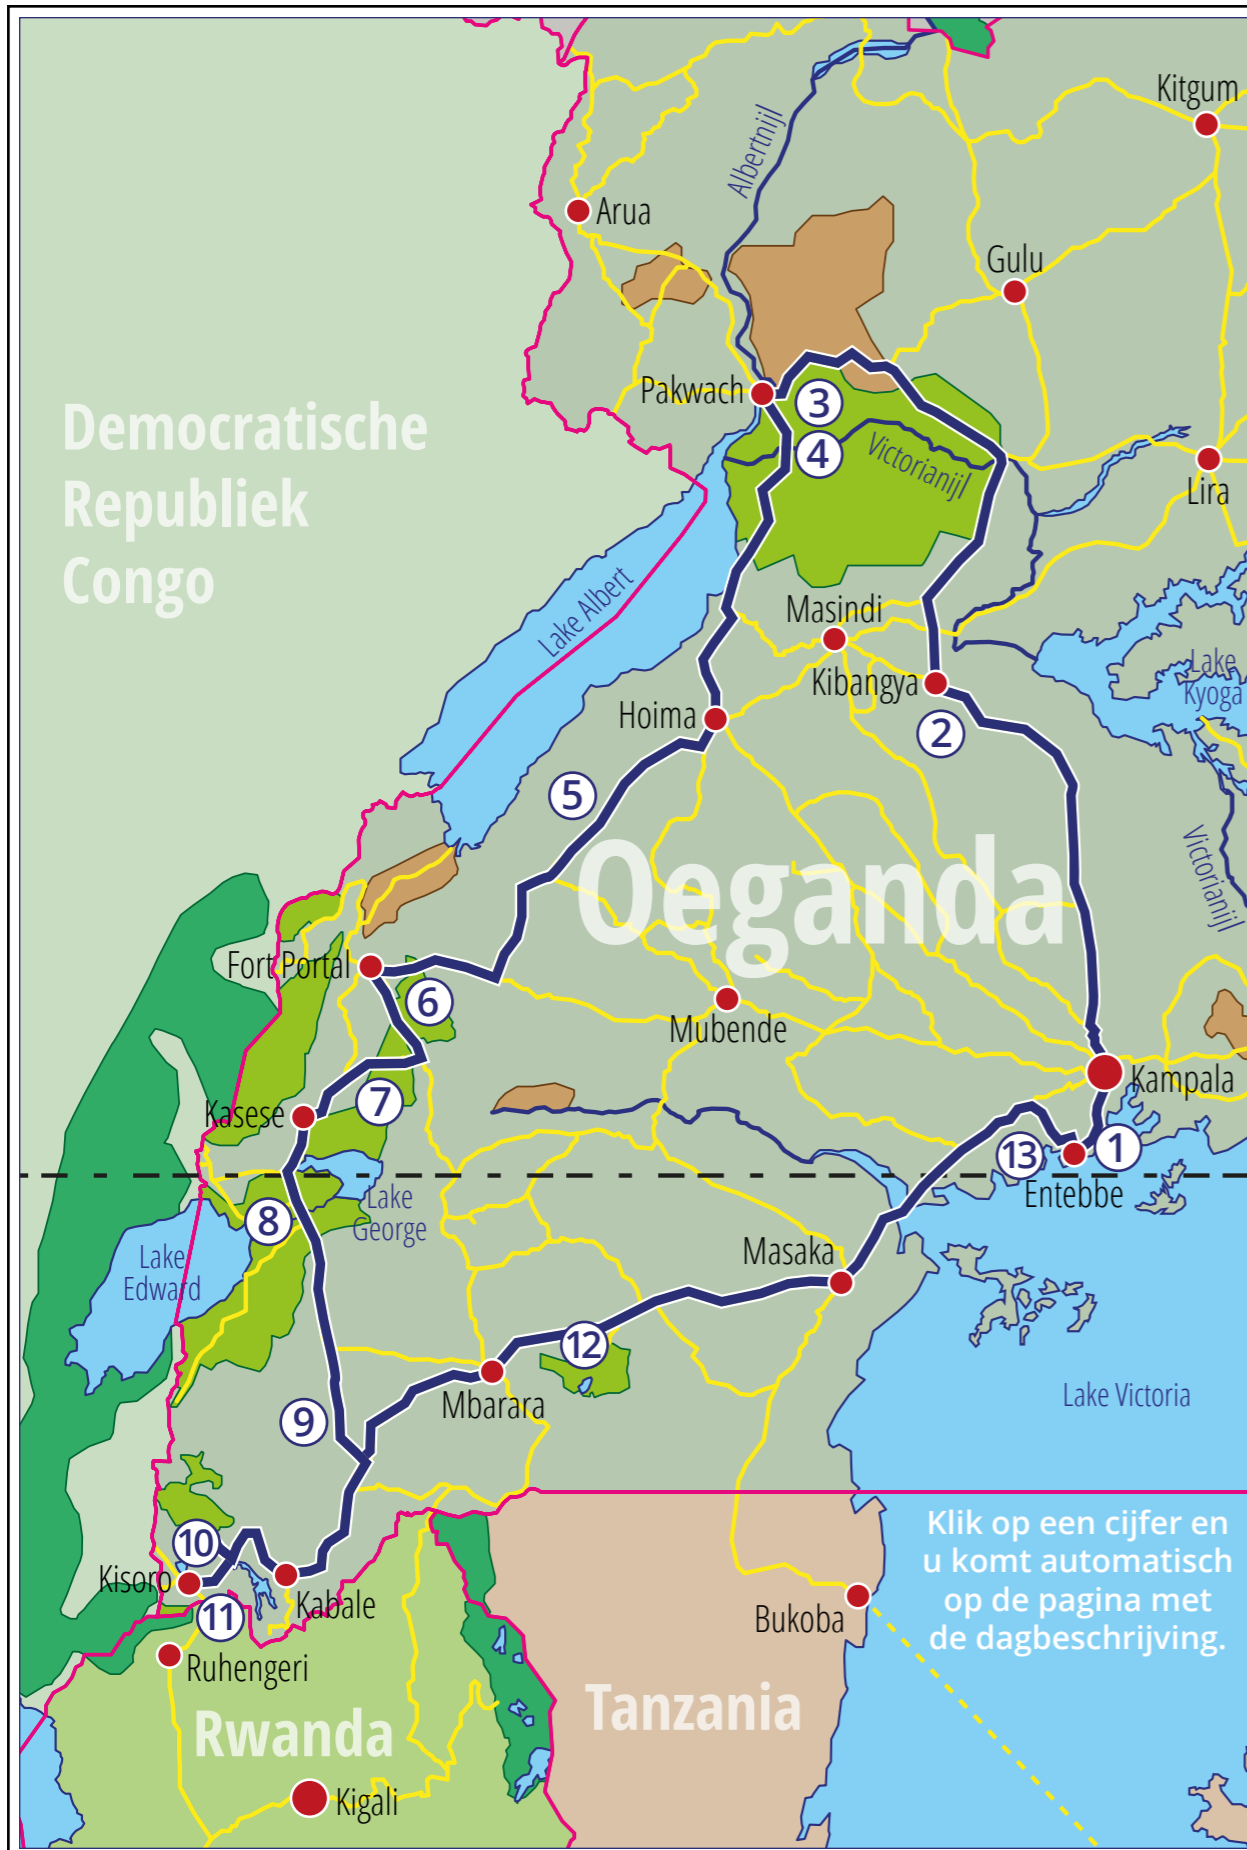 Kitgum
Albertnijl
Arua
Gulu
Pakwach
3
Democratische
Republiek
Congo
4
Victorianijl
Lira
Lake Albert
Masindi
Lake
Kyoga
Kibangya
Hoima
2
5
Oeganda
Victorianijl
Fort Portal
6
Mubende
Kampala
7
Kasese
13
1
Entebbe
Lake
George
8
Lake
Edward
Masaka
12
Mbarara
Lake Victoria
9
Klik op een cijfer en
u komt automatisch
op de pagina met
de dagbeschrijving.
10
Kisoro
Kabale
11
Bukoba
Ruhengeri
Tanzania
Rwanda
Kigali